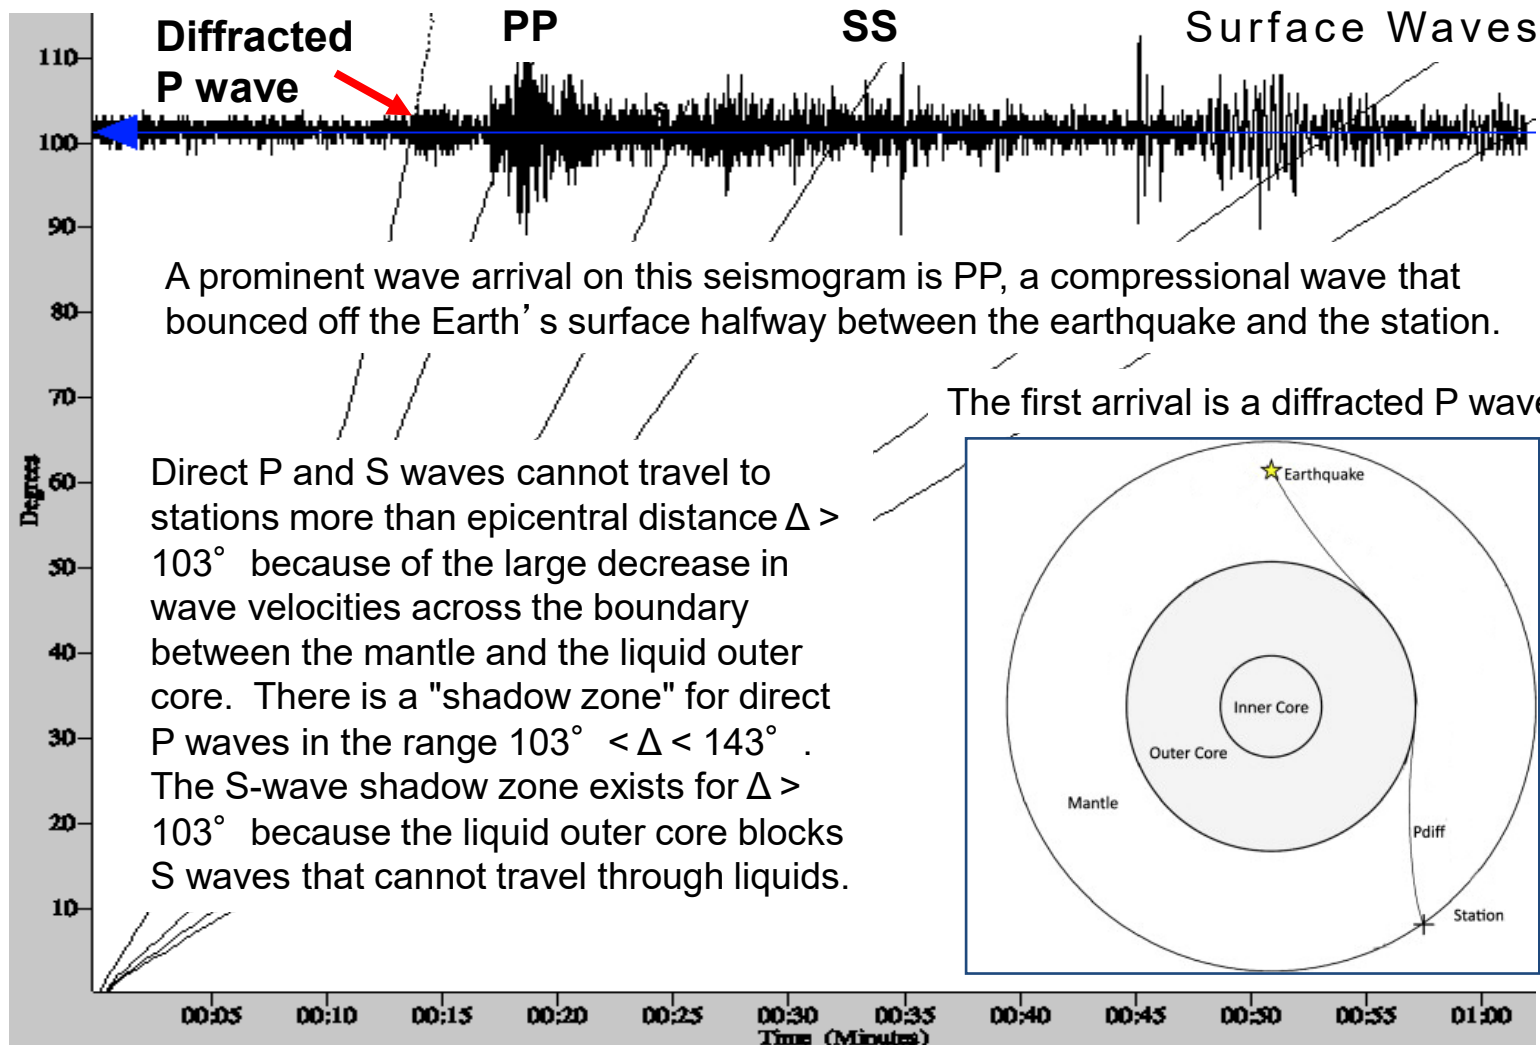 Diffracted
P wave
PP
SS
Surface Waves
110
100
90
80
70
60
50
40
30
20
10
Degrees
S
A prominent wave arrival on this seismogram is PP, a compressional wave that
bounced off the Earth’s surface halfway between the earthquake and the station.
The first arrival is a diffracted P wave
Direct P and S waves cannot travel to
stations more than epicentral distance Δ >
103° because of the large decrease in
wave velocities across the boundary
between the mantle and the liquid outer
core. There is a "shadow zone" for direct
P waves in the range 103° < Δ < 143° .
The S-wave shadow zone exists for Δ >
103° because the liquid outer core blocks
S waves that cannot travel through liquids.
Earthquake
Inner Core
Outer Core
Mantle
Pdiff
Station
00:05 00:10 00:15 00:20 00:25 00:30 00:35 00:40 00:45 00:50 00:55 01:00
Time (Minutes)